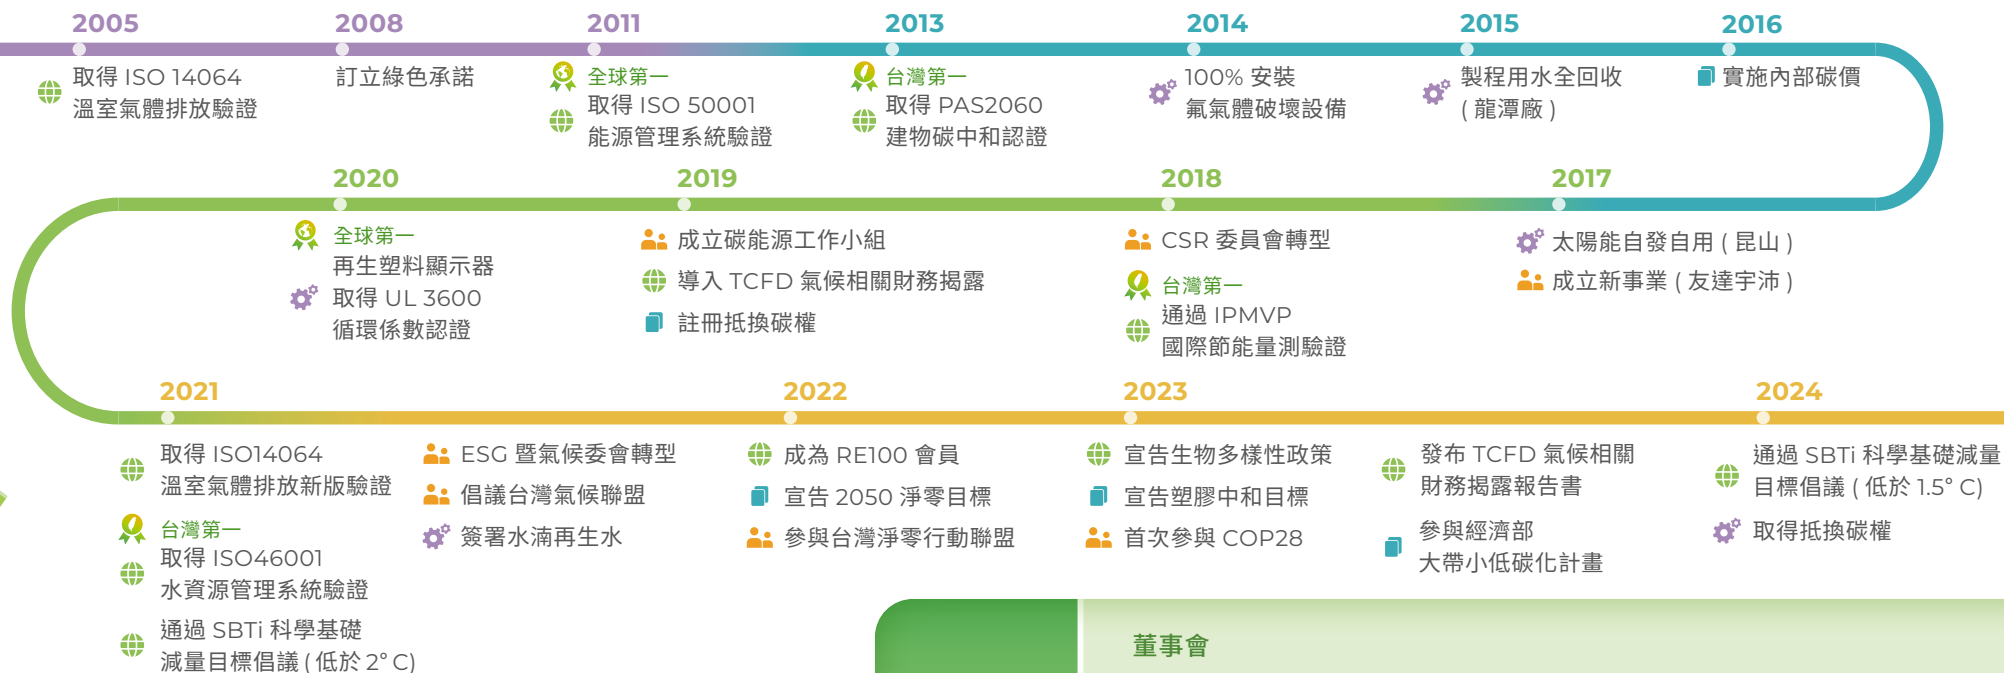 2005
取得 ISO 14064
溫室氣體排放驗證
2008
訂立綠色承諾
2011
全球第一
取得 ISO 50001
能源管理系統驗證
2013
台灣第一
取得 PAS2060
建物碳中和認證
2014
100% 安裝
氟氣體破壞設備
2015
製程用水全回收
( 龍潭廠 )
2016
實施內部碳價
2020
全球第一
再生塑料顯示器
取得 UL 3600
循環係數認證
2019
成立碳能源工作小組
導入 TCFD 氣候相關財務揭露
註冊抵換碳權
2018
CSR 委員會轉型
台灣第一
通過 IPMVP
國際節能量測驗證
2017
太陽能自發自用 ( 昆山 )
成立新事業 ( 友達宇沛 )
2021
取得 ISO14064
溫室氣體排放新版驗證
台灣第一
取得 ISO46001
水資源管理系統驗證
通過 SBTi 科學基礎
減量目標倡議 ( 低於 2° C)
ESG 暨氣候委會轉型
倡議台灣氣候聯盟
簽署水湳再生水
2022
成為 RE100 會員
宣告 2050 淨零目標
參與台灣淨零行動聯盟
2023
宣告生物多樣性政策
宣告塑膠中和目標
首次參與 COP28
發布 TCFD 氣候相關
財務揭露報告書
參與經濟部
大帶小低碳化計畫
2024
通過 SBTi 科學基礎減量
目標倡議 ( 低於 1.5° C)
取得抵換碳權
董事會